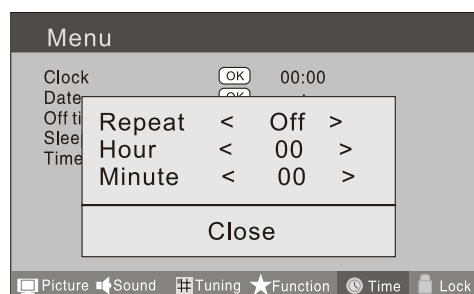 Menu
Clock OK 00:00
Date
Off ti
Slee
Time
Repeat < Off >
Hour < 00 >
Minute < 00 >
Close
Picture Sound Tuning Function Time Lock